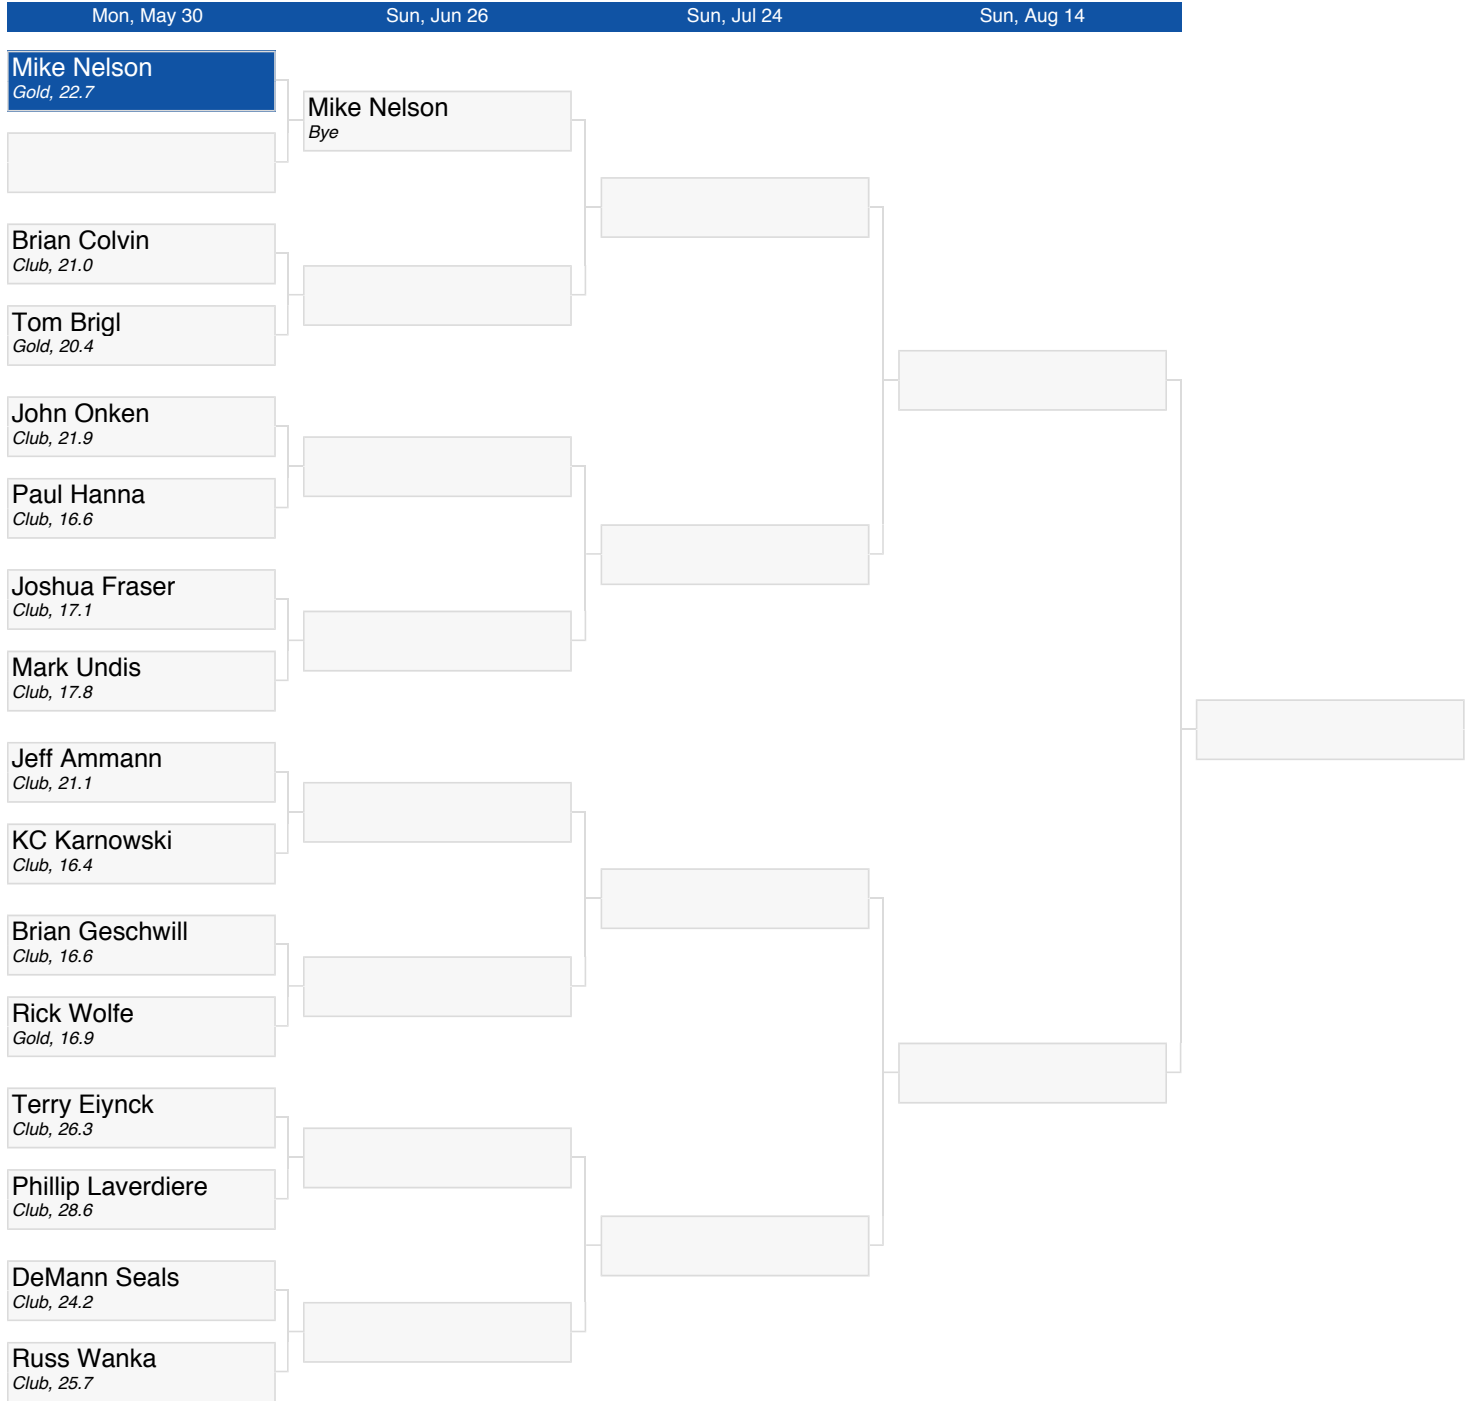 Mon, May 30 Sun, Jun 26 Sun, Jul 24 Sun, Aug 14
Mike Nelson
Gold, 22.7
Mike Nelson
Bye
Brian Colvin
Club, 21.0
Tom Brigl
Gold, 20.4
John Onken
Club, 21.9
Paul Hanna
Club, 16.6
Joshua Fraser
Club, 17.1
Mark Undis
Club, 17.8
Jeff Ammann
Club, 21.1
KC Karnowski
Club, 16.4
Brian Geschwill
Club, 16.6
Rick Wolfe
Gold, 16.9
Terry Eiynck
Club, 26.3
Phillip Laverdiere
Club, 28.6
DeMann Seals
Club, 24.2
Russ Wanka
Club, 25.7